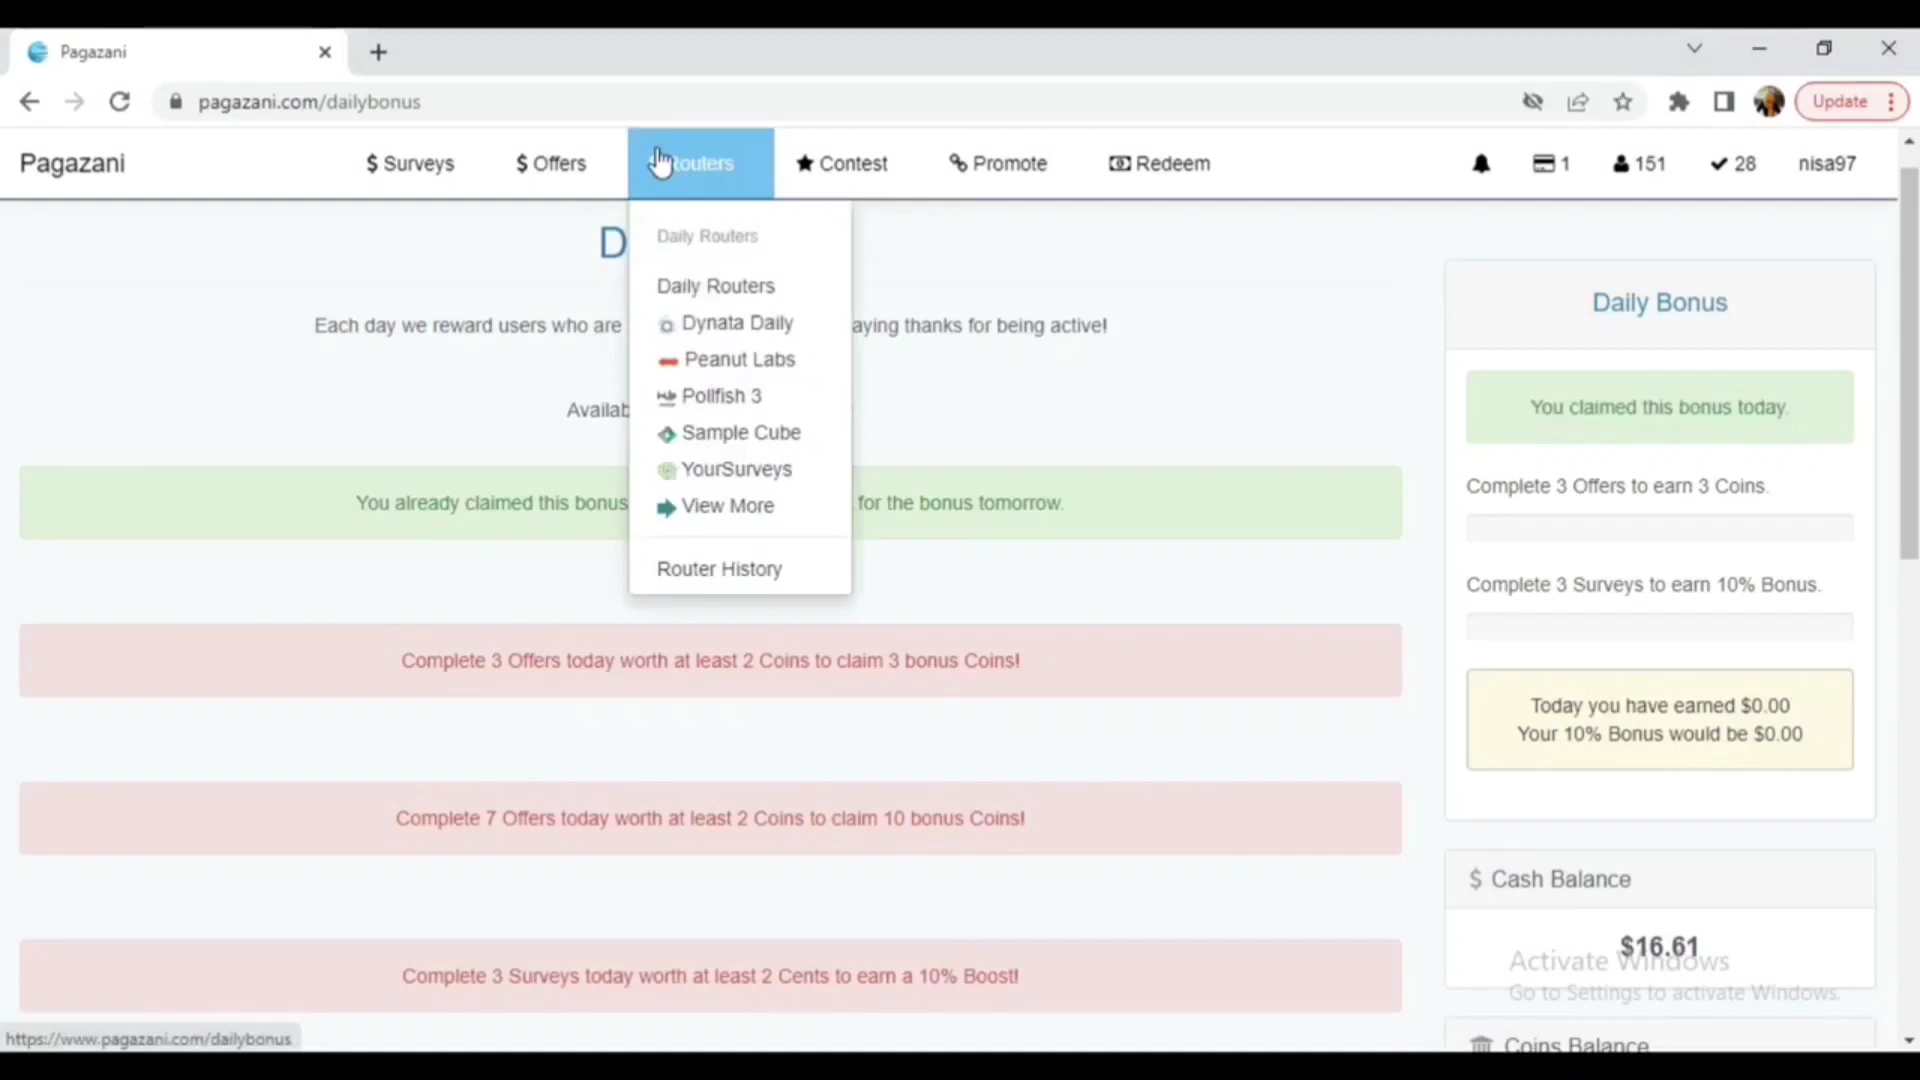 Pagazani
pagazani.com/dailybonus
Update
Pagazani
$ Surveys
$ Offers
Routers
Contest
Promote
Redeem
1
151
28
nisa97
D
Daily Routers
Daily Routers
Dynata Daily
Peanut Labs
Pollfish 3
Sample Cube
YourSurveys
View More
Router History
Each day we reward users who are
aying thanks for being active!
Availab
You already claimed this bonus
for the bonus tomorrow.
Complete 3 Offers today worth at least 2 Coins to claim 3 bonus Coins!
Complete 7 Offers today worth at least 2 Coins to claim 10 bonus Coins!
Complete 3 Surveys today worth at least 2 Cents to earn a 10% Boost!
Daily Bonus
You claimed this bonus today.
Complete 3 Offers to earn 3 Coins.
Complete 3 Surveys to earn 10% Bonus.
Today you have earned $0.00
Your 10% Bonus would be $0.00
$ Cash Balance
$16.61
Activate Windows
Go to Settings to activate Windows.
Coins Balance
https://www.pagazani.com/dailybonus